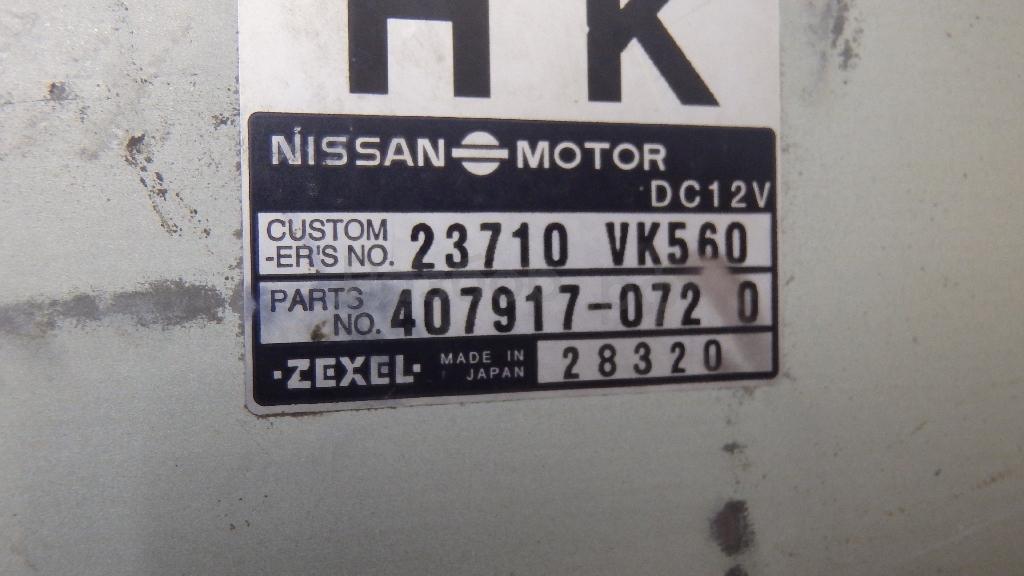 HK
NISSAN MOTOR
DC12V
CUSTOM
-ER'S NO. 23710 VK560
PARTS
NO. 407917-072 0
·ZEXEL· MADE IN
JAPAN 28320